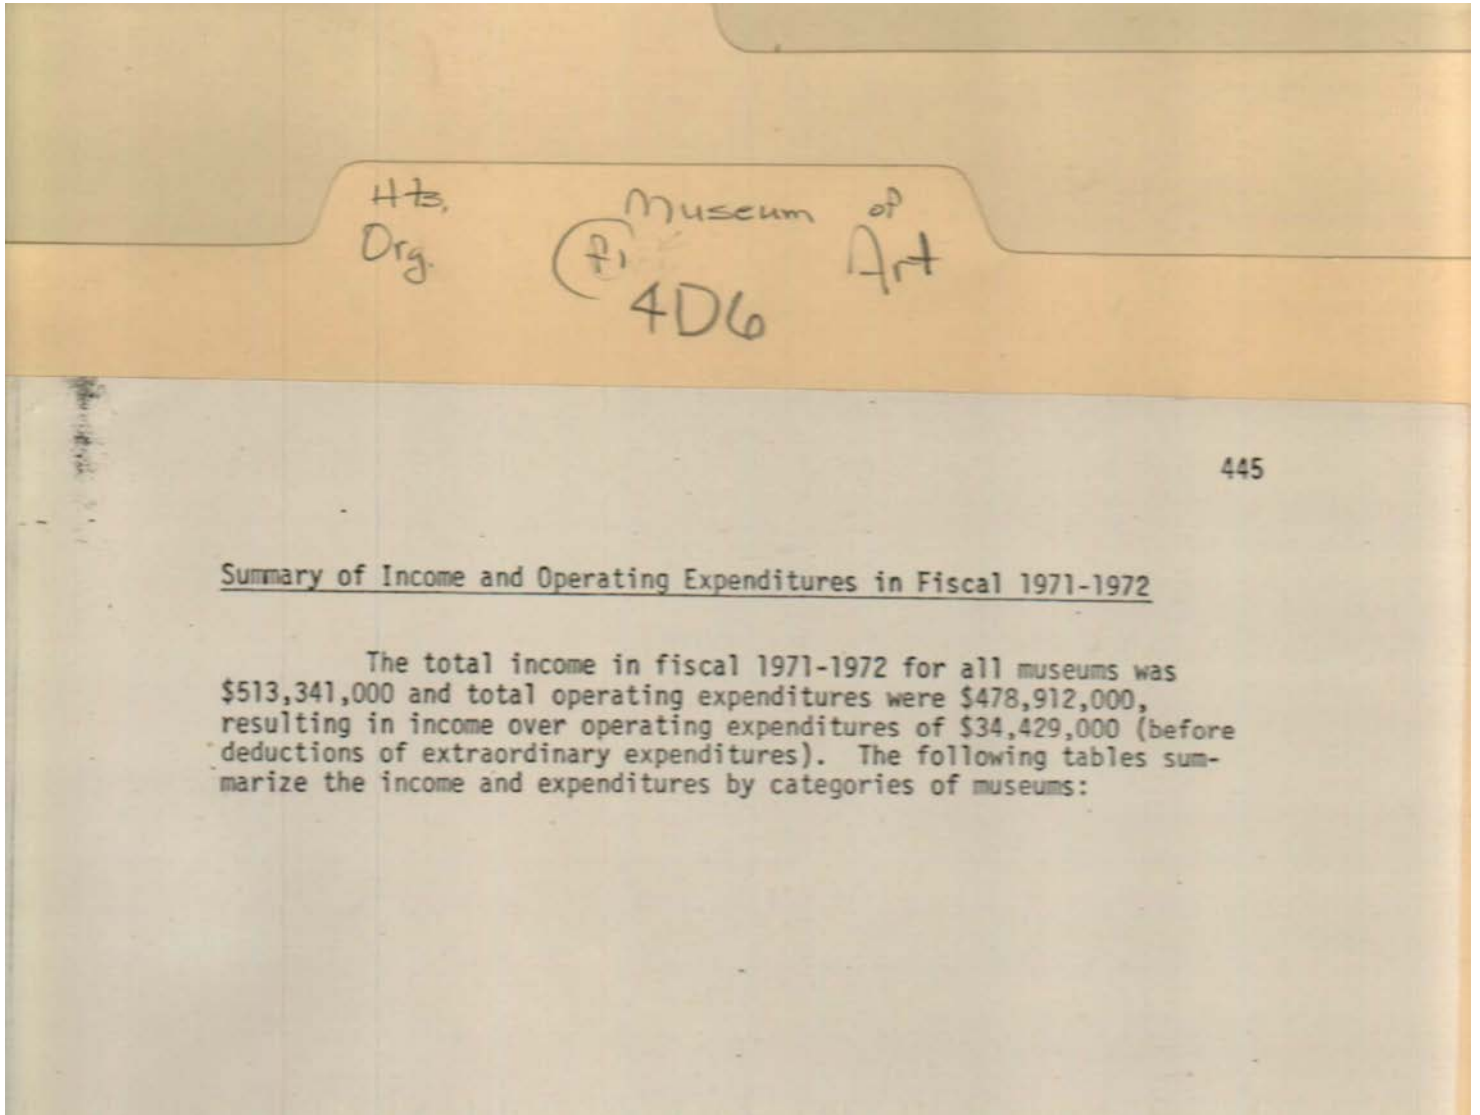 Hts. Museum of
Org. Art
4D6
445
Summary of Income and Operating Expenditures in Fiscal 1971-1972
The total income in fiscal 1971-1972 for all museums was
$513,341,000 and total operating expenditures were $478,912,000,
resulting in income over operating expenditures of $34,429,000 (before
deductions of extraordinary expenditures). The following tables sum-
marize the income and expenditures by categories of museums: